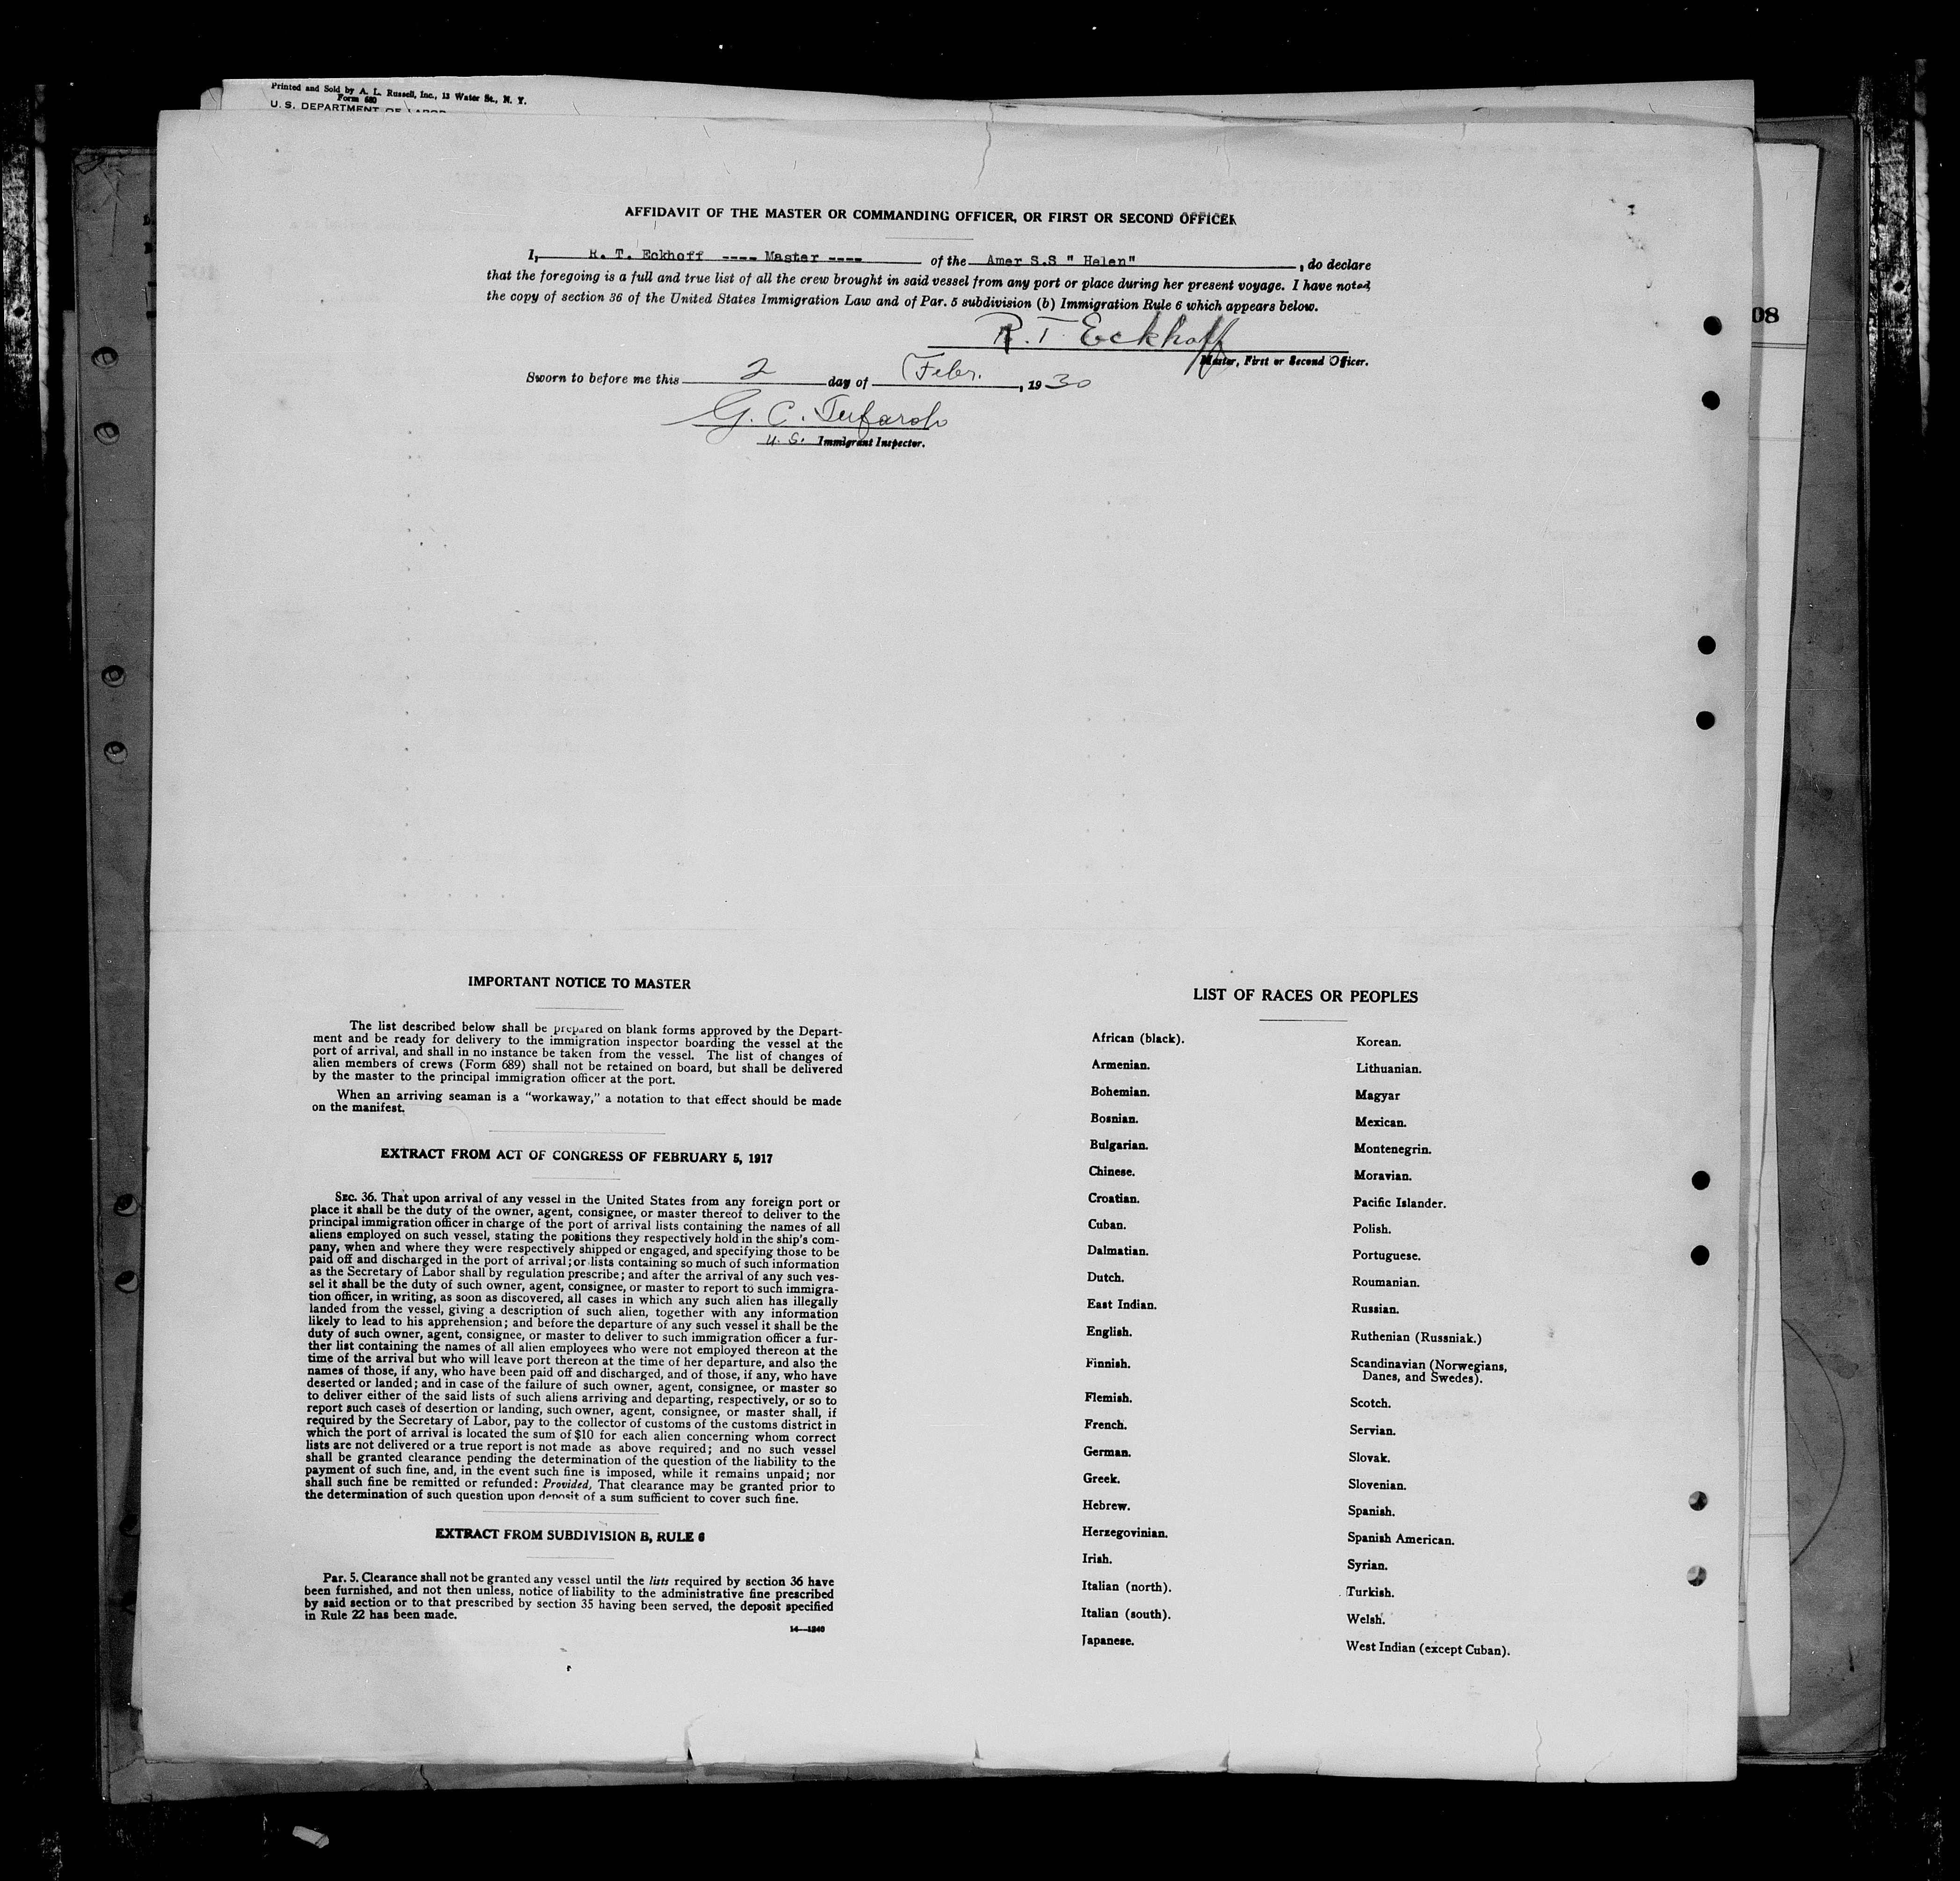 Printed and Sold by A. L. Russell, Inc., 13 Water St., N. Y.
Form 680
U. S. DEPARTMENT OF LABOR
08
AFFIDAVIT OF THE MASTER OR COMMANDING OFFICER, OR FIRST OR SECOND OFFICER
I, R. T. Eckhoff ---- Master ---- of the Amer S.S " Helen" , do declare
that the foregoing is a full and true list of all the crew brought in said vessel from any port or place during her present voyage. I have noted
the copy of section 36 of the United States Immigration Law and of Par. 5 subdivision (b) Immigration Rule 6 which appears below.
R. T. Eckhoff
Master, First or Second Officer.
Sworn to before me this 2 day of Febr. , 19 30
G. C.
U. S. Immigrant Inspector.
IMPORTANT NOTICE TO MASTER
The list described below shall be prepared on blank forms approved by the Depart-
ment and be ready for delivery to the immigration inspector boarding the vessel at the
port of arrival, and shall in no instance be taken from the vessel. The list of changes of
alien members of crews (Form 689) shall not be retained on board, but shall be delivered
by the master to the principal immigration officer at the port.
When an arriving seaman is a "workaway," a notation to that effect should be made
on the manifest.
EXTRACT FROM ACT OF CONGRESS OF FEBRUARY 5, 1917
SEC. 36. That upon arrival of any vessel in the United States from any foreign port or
place it shall be the duty of the owner, agent, consignee, or master thereof to deliver to the
principal immigration officer in charge of the port of arrival lists containing the names of all
aliens employed on such vessel, stating the positions they respectively hold in the ship's com-
pany, when and where they were respectively shipped or engaged, and specifying those to be
paid off and discharged in the port of arrival; or lists containing so much of such information
as the Secretary of Labor shall by regulation prescribe; and after the arrival of any such ves-
sel it shall be the duty of such owner, agent, consignee, or master to report to such immigra-
tion officer, in writing, as soon as discovered, all cases in which any such alien has illegally
landed from the vessel, giving a description of such alien, together with any information
likely to lead to his apprehension; and before the departure of any such vessel it shall be the
duty of such owner, agent, consignee, or master to deliver to such immigration officer a fur-
ther list containing the names of all alien employees who were not employed thereon at the
time of the arrival but who will leave port thereon at the time of her departure, and also the
names of those, if any, who have been paid off and discharged, and of those, if any, who have
deserted or landed; and in case of the failure of such owner, agent, consignee, or master so
to deliver either of the said lists of such aliens arriving and departing, respectively, or so to
report such cases of desertion or landing, such owner, agent, consignee, or master shall, if
required by the Secretary of Labor, pay to the collector of customs of the customs district in
which the port of arrival is located the sum of $10 for each alien concerning whom correct
lists are not delivered or a true report is not made as above required; and no such vessel
shall be granted clearance pending the determination of the question of the liability to the
payment of such fine, and, in the event such fine is imposed, while it remains unpaid; nor
shall such fine be remitted or refunded: Provided, That clearance may be granted prior to
the determination of such question upon deposit of a sum sufficient to cover such fine.
EXTRACT FROM SUBDIVISION B, RULE 6
Par. 5. Clearance shall not be granted any vessel until the lists required by section 36 have
been furnished, and not then unless, notice of liability to the administrative fine prescribed
by said section or to that prescribed by section 35 having been served, the deposit specified
in Rule 22 has been made.
14—1240
LIST OF RACES OR PEOPLES
African (black).
Armenian.
Bohemian.
Bosnian.
Bulgarian.
Chinese.
Croatian.
Cuban.
Dalmatian.
Dutch.
East Indian.
English.
Finnish.
Flemish.
French.
German.
Greek.
Hebrew.
Herzegovinian.
Irish.
Italian (north).
Italian (south).
Japanese.
Korean.
Lithuanian.
Magyar
Mexican.
Montenegrin.
Moravian.
Pacific Islander.
Polish.
Portuguese.
Roumanian.
Russian.
Ruthenian (Russniak.)
Scandinavian (Norwegians,
Danes, and Swedes).
Scotch.
Servian.
Slovak.
Slovenian.
Spanish.
Spanish American.
Syrian.
Turkish.
Welsh.
West Indian (except Cuban).